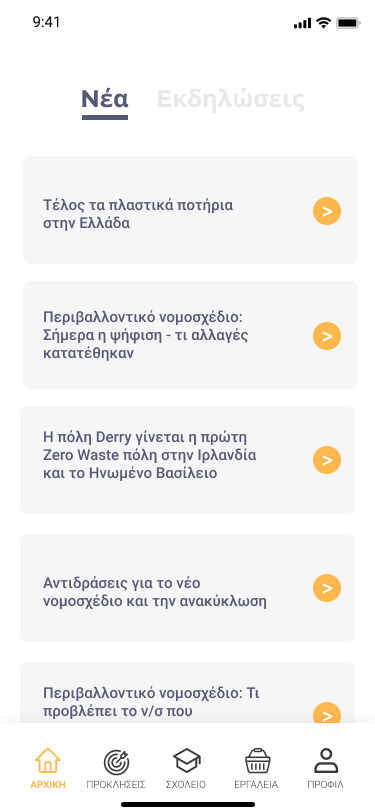 9:41
Νέα Εκδηλώσεις
Τέλος τα πλαστικά ποτήρια
στην Ελλάδα
Περιβαλλοντικό νομοσχέδιο:
Σήμερα η ψήφιση - τι αλλαγές
κατατέθηκαν
Η πόλη Derry γίνεται η πρώτη
Zero Waste πόλη στην Ιρλανδία
και το Ηνωμένο Βασίλειο
Αντιδράσεις για το νέο
νομοσχέδιο και την ανακύκλωση
Περιβαλλοντικό νομοσχέδιο: Τι
προβλέπει το ν/σ που
ΑΡΧΙΚΗ ΠΡΟΚΛΗΣΕΙΣ ΣΧΟΛΕΙΟ ΕΡΓΑΛΕΙΑ ΠΡΟΦΙΛ